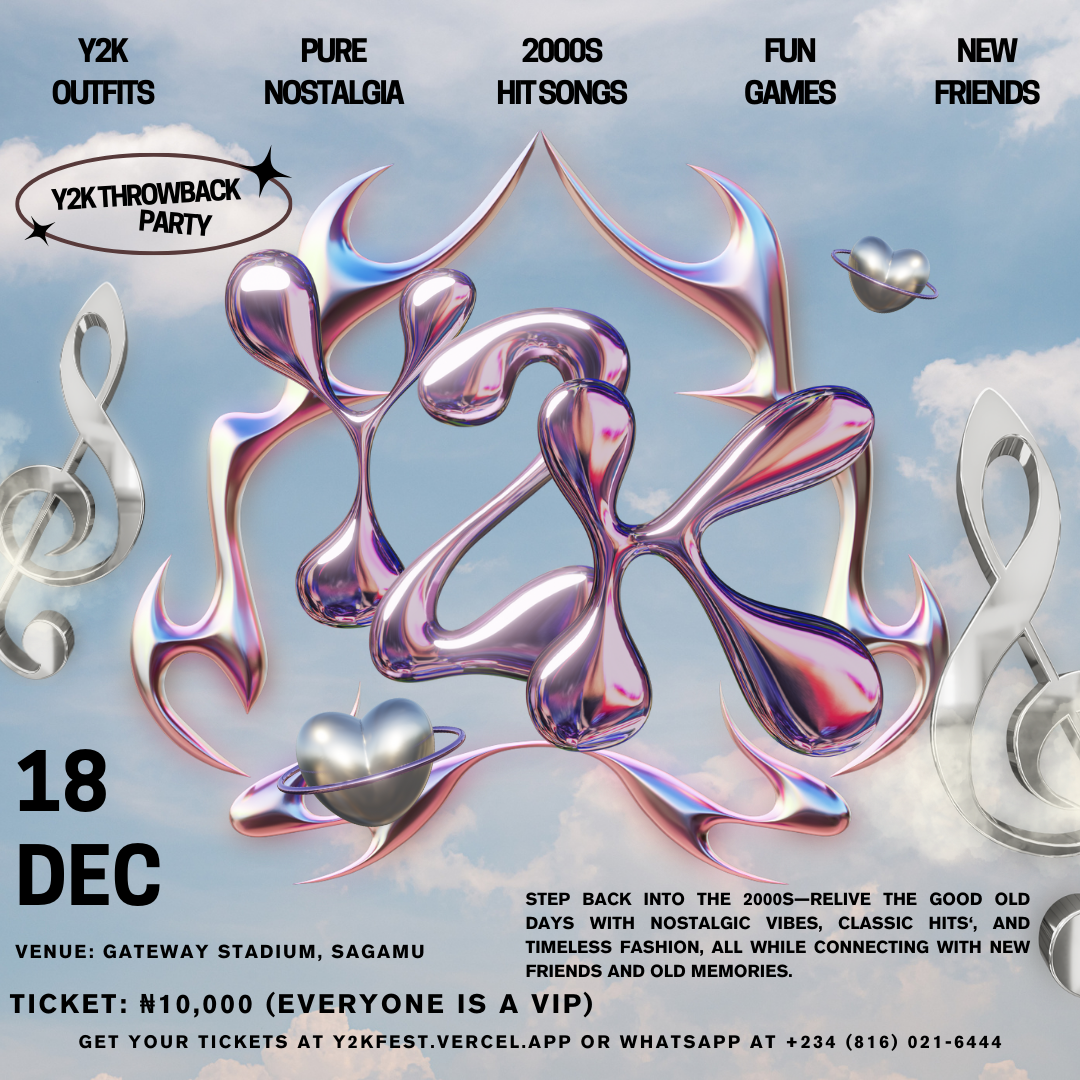 Y2K
OUTFITS
PURE
NOSTALGIA
2000S
HIT SONGS
FUN
GAMES
NEW
FRIENDS
Y2K THROWBACK
PARTY
Y2K
18
DEC
STEP BACK INTO THE 2000S—RELIVE THE GOOD OLD
DAYS WITH NOSTALGIC VIBES, CLASSIC HITS‘, AND
TIMELESS FASHION, ALL WHILE CONNECTING WITH NEW
FRIENDS AND OLD MEMORIES.
VENUE: GATEWAY STADIUM, SAGAMU
TICKET: ₦10,000 (EVERYONE IS A VIP)
GET YOUR TICKETS AT Y2KFEST.VERCEL.APP OR WHATSAPP AT +234 (816) 021-6444